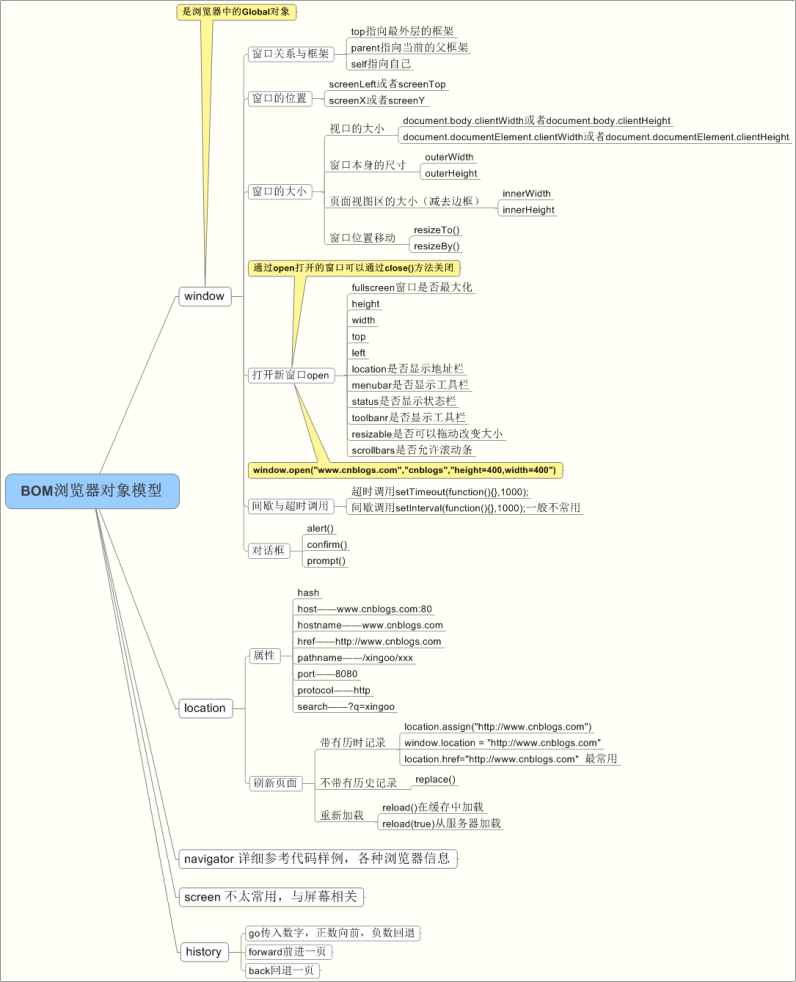 是浏览器中的Global对象
top指向最外层的框架
窗口关系与框架
parent指向当前的父框架
self指向自己
screenLeft或者screenTop
窗口的位置
screenX或者screenY
document.body.clientWidth或者document.body.clientHeight
视口的大小
document.documentElement.clientWidth或者document.documentElement.clientHeight
outerWidth
窗口本身的尺寸
outerHeight
窗口的大小
innerWidth
页面视图区的大小（减去边框）
innerHeight
resizeTo()
窗口位置移动
resizeBy()
通过open打开的窗口可以通过close()方法关闭
window
fullscreen窗口是否最大化
height
width
top
left
打开新窗口open
location是否显示地址栏
menubar是否显示工具栏
status是否显示状态栏
toolbanr是否显示工具栏
resizable是否可以拖动改变大小
scrollbars是否允许滚动条
window.open("www.cnblogs.com","cnblogs","height=400,width=400")
BOM浏览器对象模型
超时调用setTimeout(function(){},1000);
间歇与超时调用
间歇调用setInterval(function(){},1000);一般不常用
alert()
对话框
confirm()
prompt()
hash
host——www.cnblogs.com:80
hostname——www.cnblogs.com
href——http://www.cnblogs.com
属性
pathname——/xingoo/xxx
port——8080
protocol——http
search——?q=xingoo
location
location.assign("http://www.cnblogs.com")
带有历时记录
window.location = "http://www.cnblogs.com"
location.href="http://www.cnblogs.com" 最常用
刷新页面
不带有历史记录
replace()
reload()在缓存中加载
重新加载
reload(true)从服务器加载
navigator 详细参考代码样例，各种浏览器信息
screen 不太常用，与屏幕相关
go传入数字，正数向前，负数回退
history
forward前进一页
back回退一页